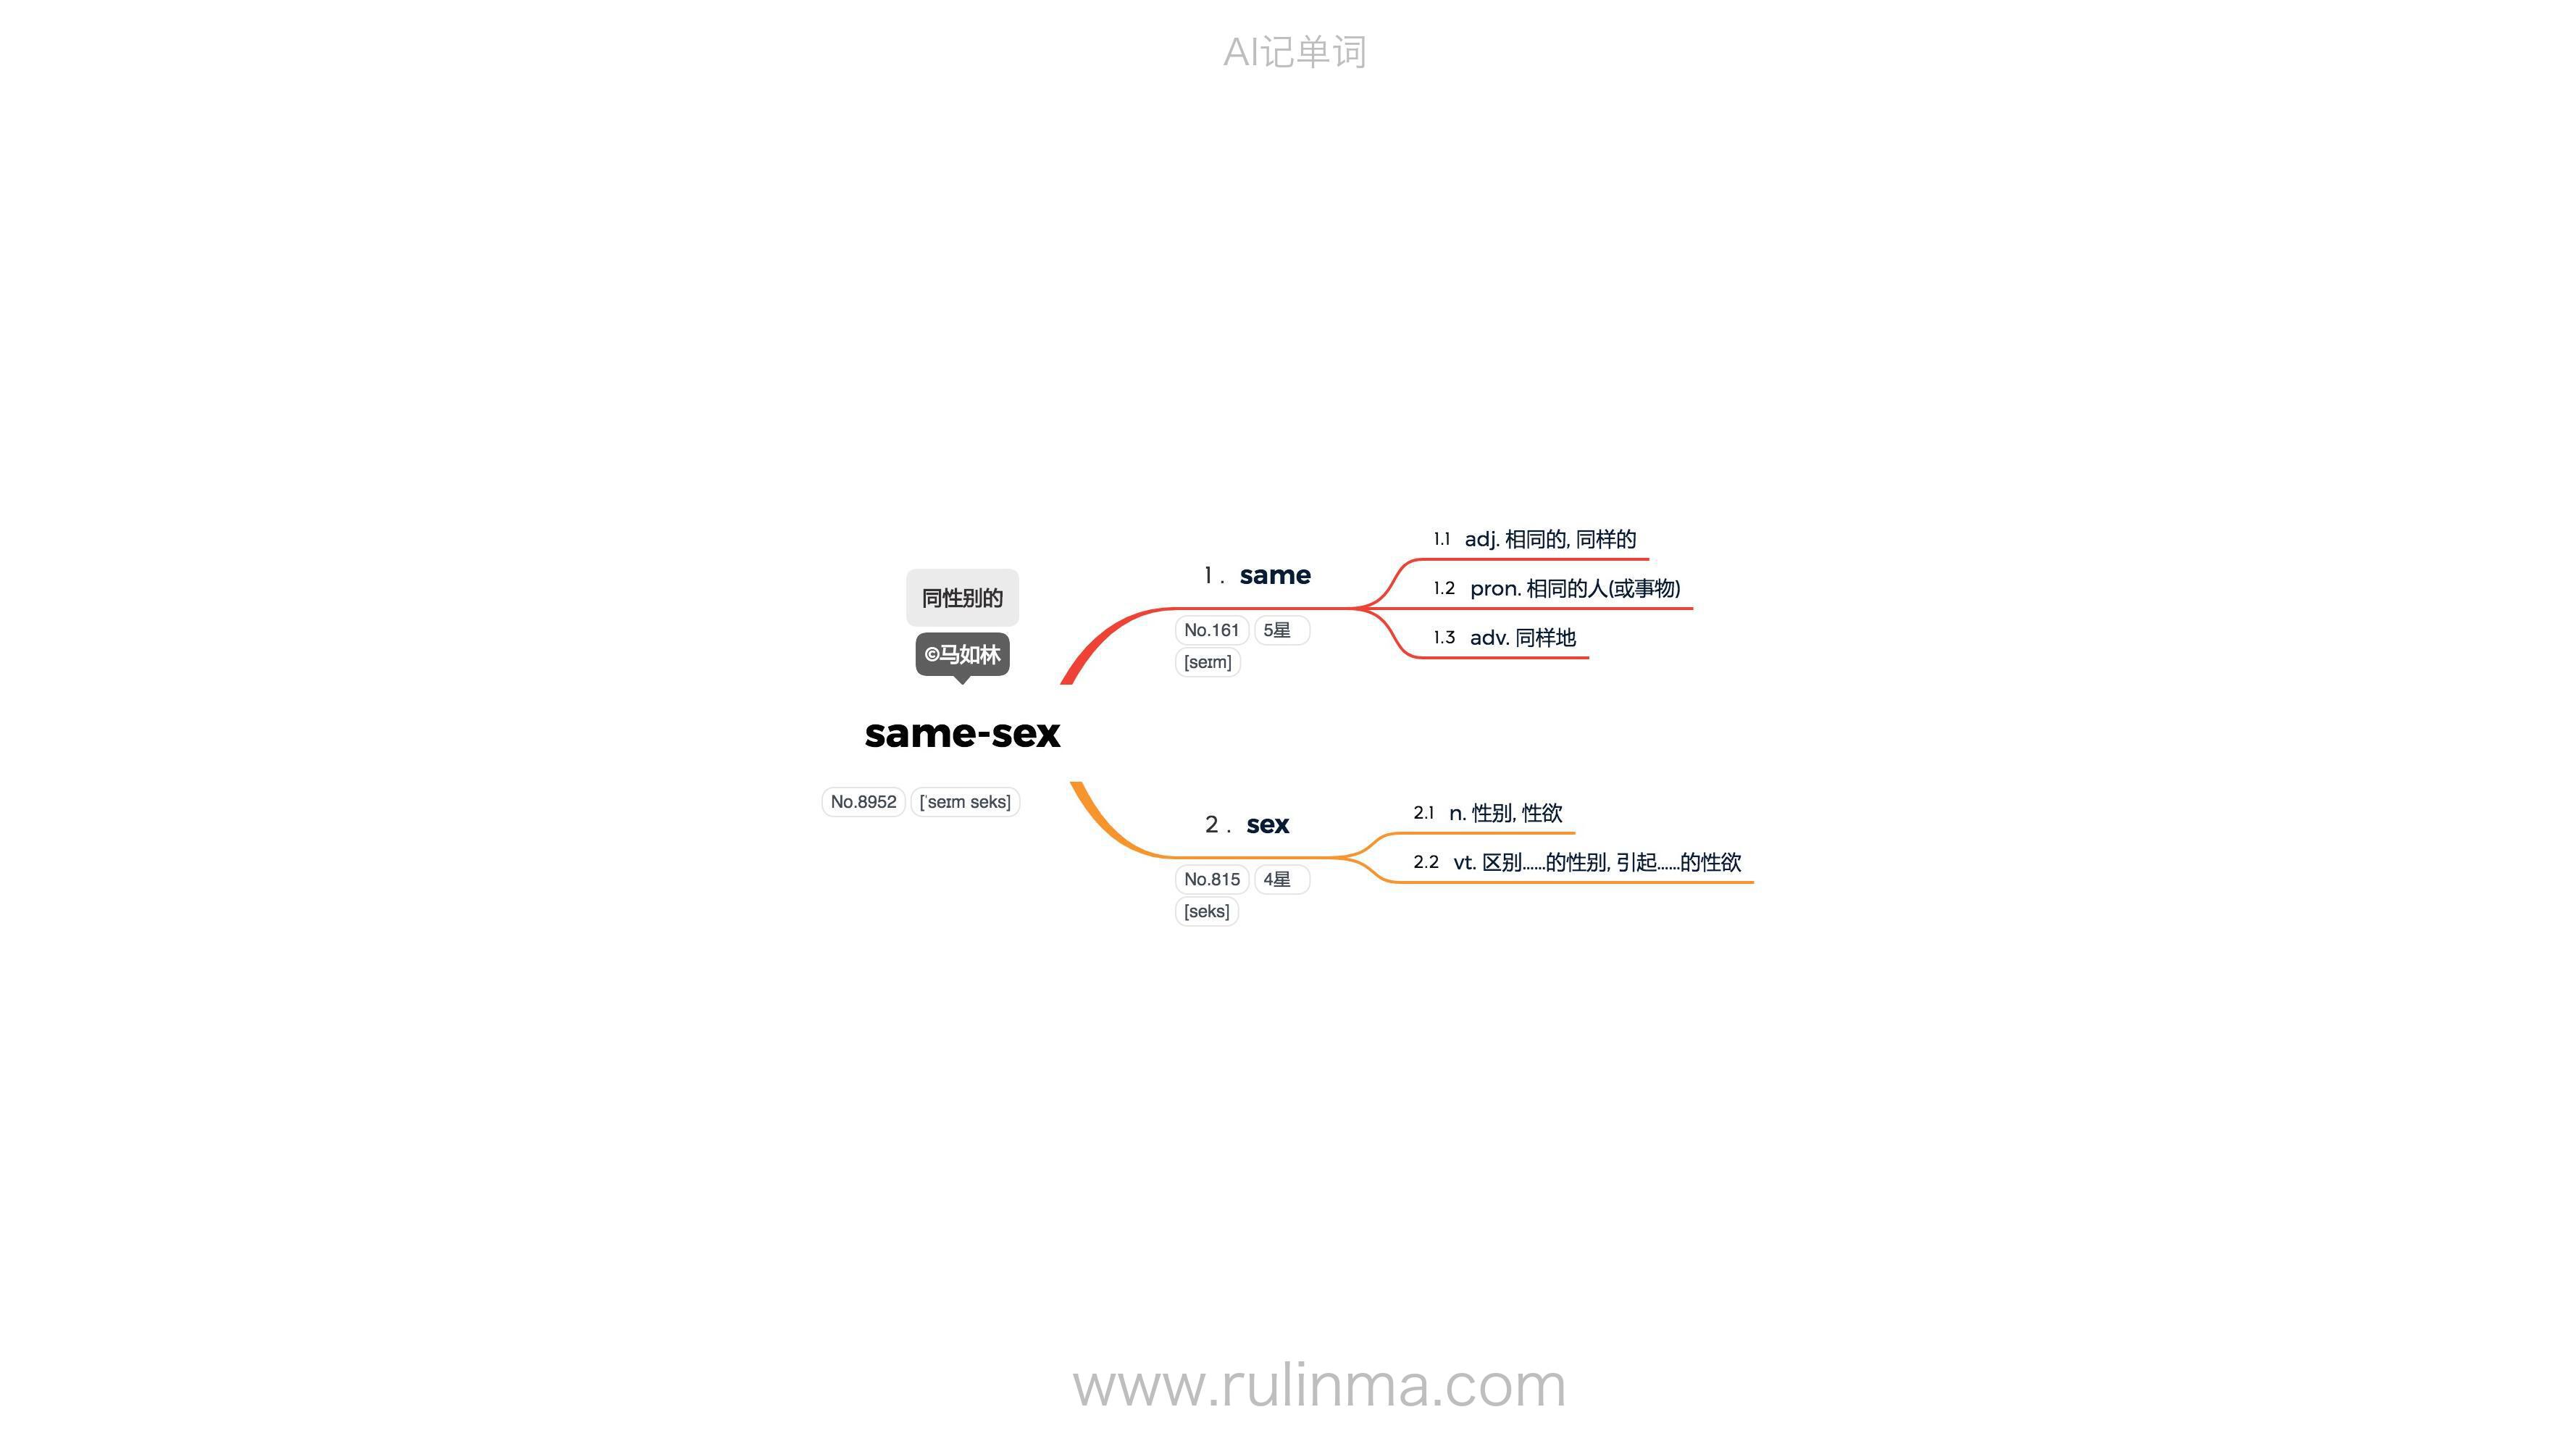 AI记单词
同性别的
©马如林
same-sex
No.8952 [ˈseɪm seks]
1. same
No.161 5星
[seɪm]
1.1 adj. 相同的, 同样的
1.2 pron. 相同的人(或事物)
1.3 adv. 同样地
2. sex
No.815 4星
[seks]
2.1 n. 性别, 性欲
2.2 vt. 区别……的性别, 引起……的性欲
www.rulinma.com